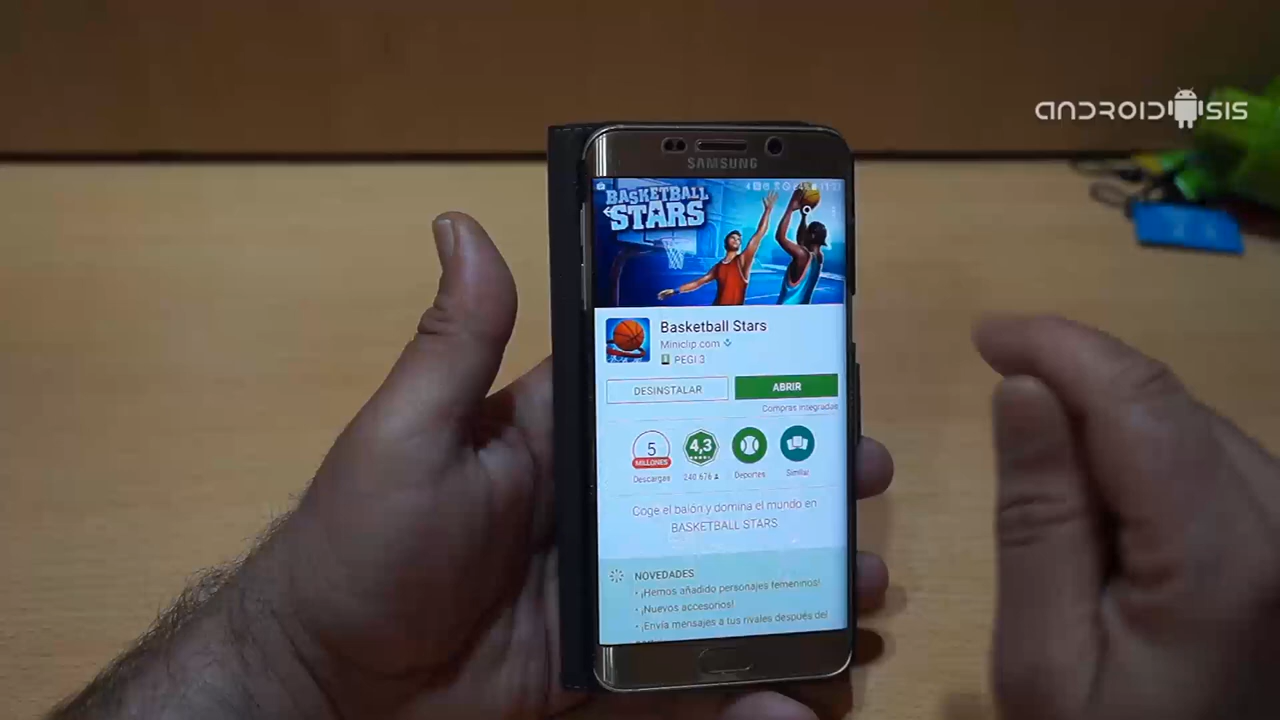 ANDROIDSIS
SAMSUNG
BASKETBALL
STARS
Basketball Stars
Miniclip.com
PEGI 3
DESINSTALAR
ABRIR
Compras integradas
5
MILLONES
Descargas
4,3
240.676
Deportes
Similar
Coge el balón y domina el mundo en
BASKETBALL STARS
NOVEDADES
• ¡Hemos añadido personajes femeninos!
• ¡Nuevos accesorios!
• ¡Envía mensajes a tus rivales después del